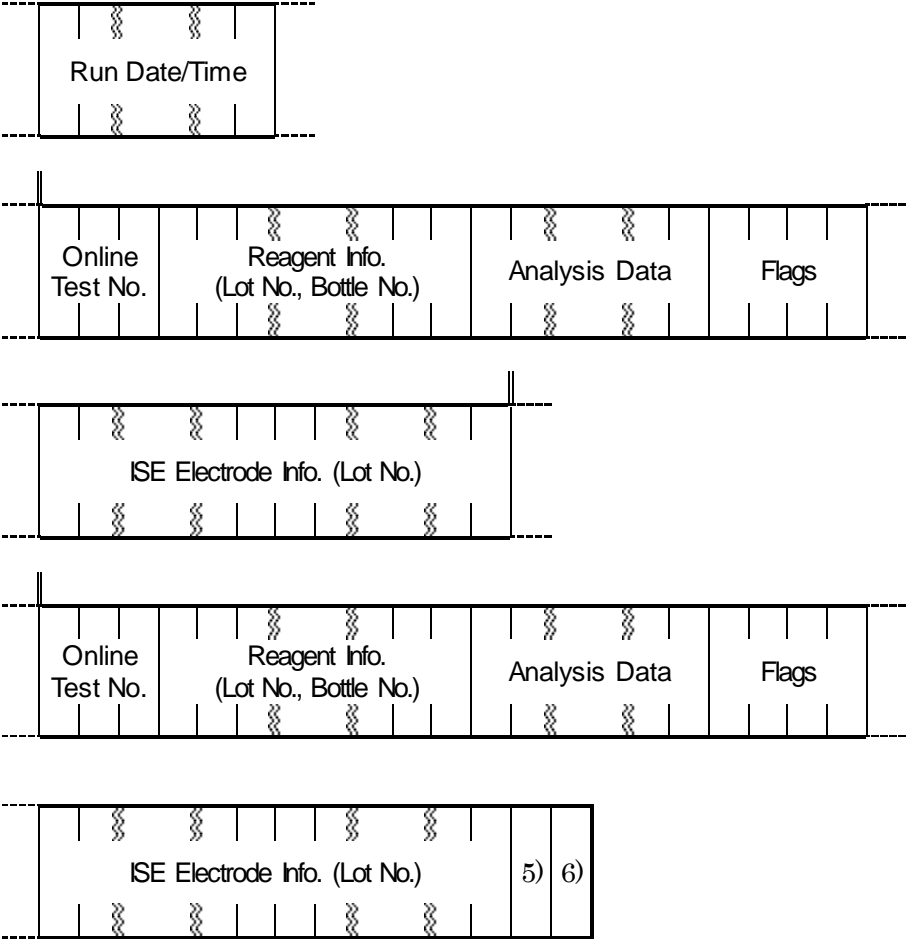 Run Date/Time
Online Reagent Info. Analysis Data Flags
Test No. (Lot No., Bottle No.)
ISE Electrode Info. (Lot No.)
Online Reagent Info. Analysis Data Flags
Test No. (Lot No., Bottle No.)
ISE Electrode Info. (Lot No.) 5) 6)